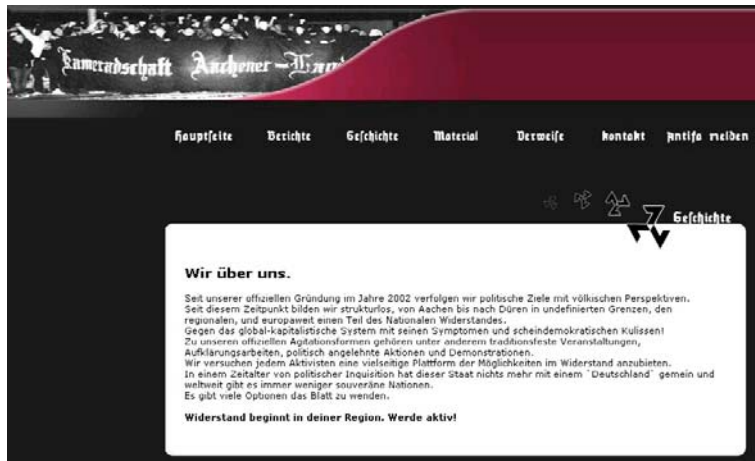 Kameradschaft Aachener-Land
Hauptseite Berichte Geschichte Material Verweise Kontakt Antifa melden
Geschichte
Wir über uns.
Seit unserer offiziellen Gründung im Jahre 2002 verfolgen wir politische Ziele mit völkischen Perspektiven.
Seit diesem Zeitpunkt bilden wir strukturlos, von Aachen bis nach Düren in undefinierten Grenzen, den
regionalen, und europaweit einen Teil des Nationalen Widerstandes.
Gegen das global-kapitalistische System mit seinen Symptomen und scheindemokratischen Kulissen!
Zu unseren offiziellen Agitationsformen gehören unter anderem traditionsfeste Veranstaltungen,
Aufklärungsarbeiten, politisch angelehnte Aktionen und Demonstrationen.
Wir versuchen jedem Aktivisten eine vielseitige Plattform der Möglichkeiten im Widerstand anzubieten.
In einem Zeitalter von politischer Inquisition hat dieser Staat nichts mehr mit einem `Deutschland` gemein und
weltweit gibt es immer weniger souveräne Nationen.
Es gibt viele Optionen das Blatt zu wenden.
Widerstand beginnt in deiner Region. Werde aktiv!